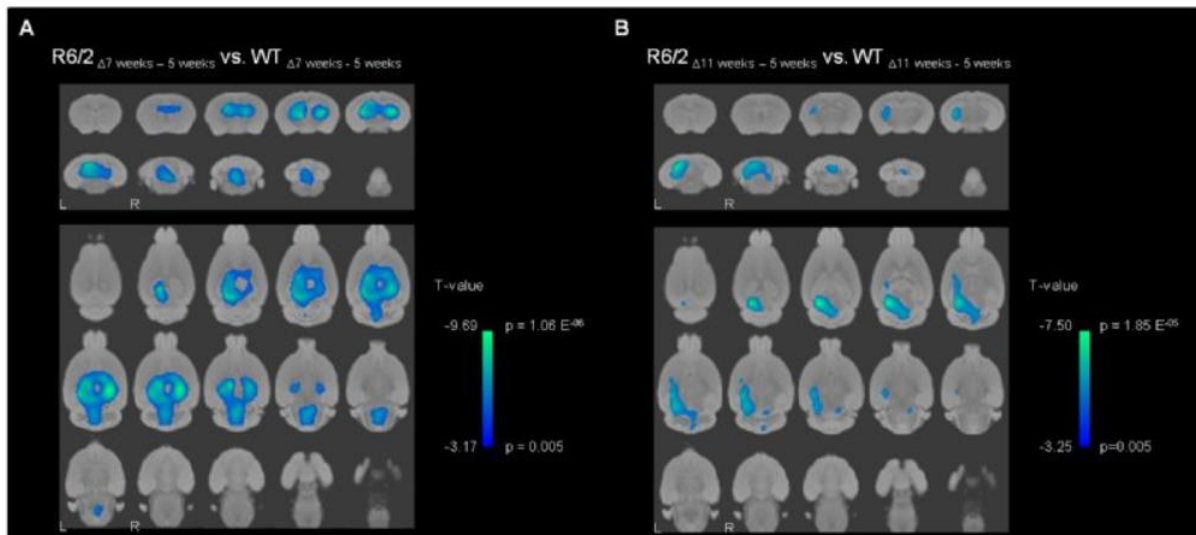 A
R6/2 Δ7 weeks – 5 weeks vs. WT Δ7 weeks - 5 weeks
L R
L R
T-value
-9.69 p = 1.06 E-06
-3.17 p = 0.005
B
R6/2 Δ11 weeks – 5 weeks vs. WT Δ11 weeks - 5 weeks
L R
L R
T-value
-7.50 p = 1.85 E-05
-3.25 p=0.005